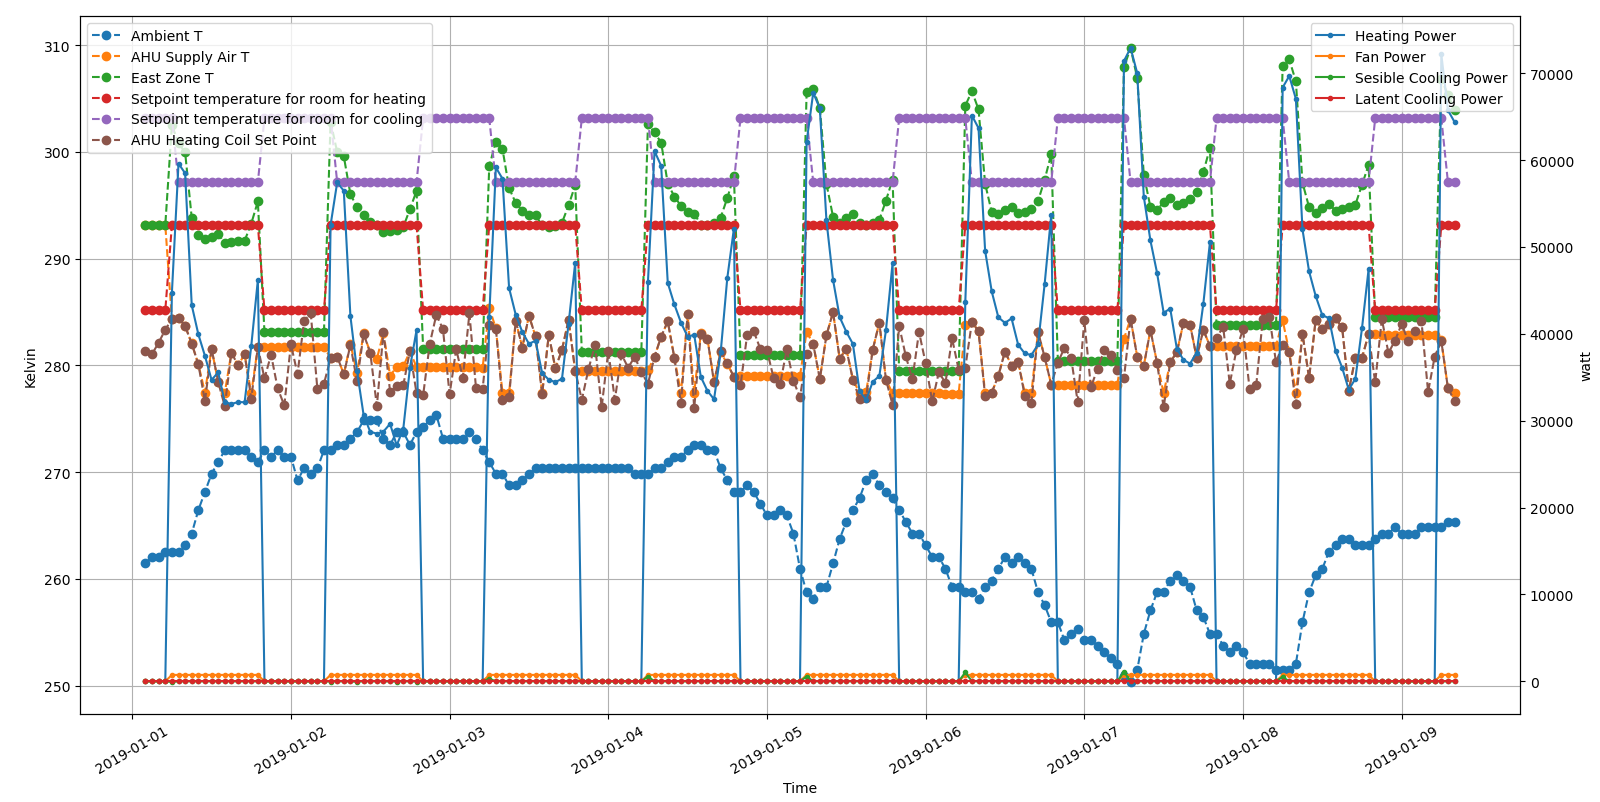 Ambient T
AHU Supply Air T
East Zone T
Setpoint temperature for room for heating
Setpoint temperature for room for cooling
AHU Heating Coil Set Point
Heating Power
Fan Power
Sesible Cooling Power
Latent Cooling Power
310
300
290
280
270
260
250
Kelvin
70000
60000
50000
40000
30000
20000
10000
0
watt
2019-01-01
2019-01-02
2019-01-03
2019-01-04
2019-01-05
2019-01-06
2019-01-07
2019-01-08
2019-01-09
Time